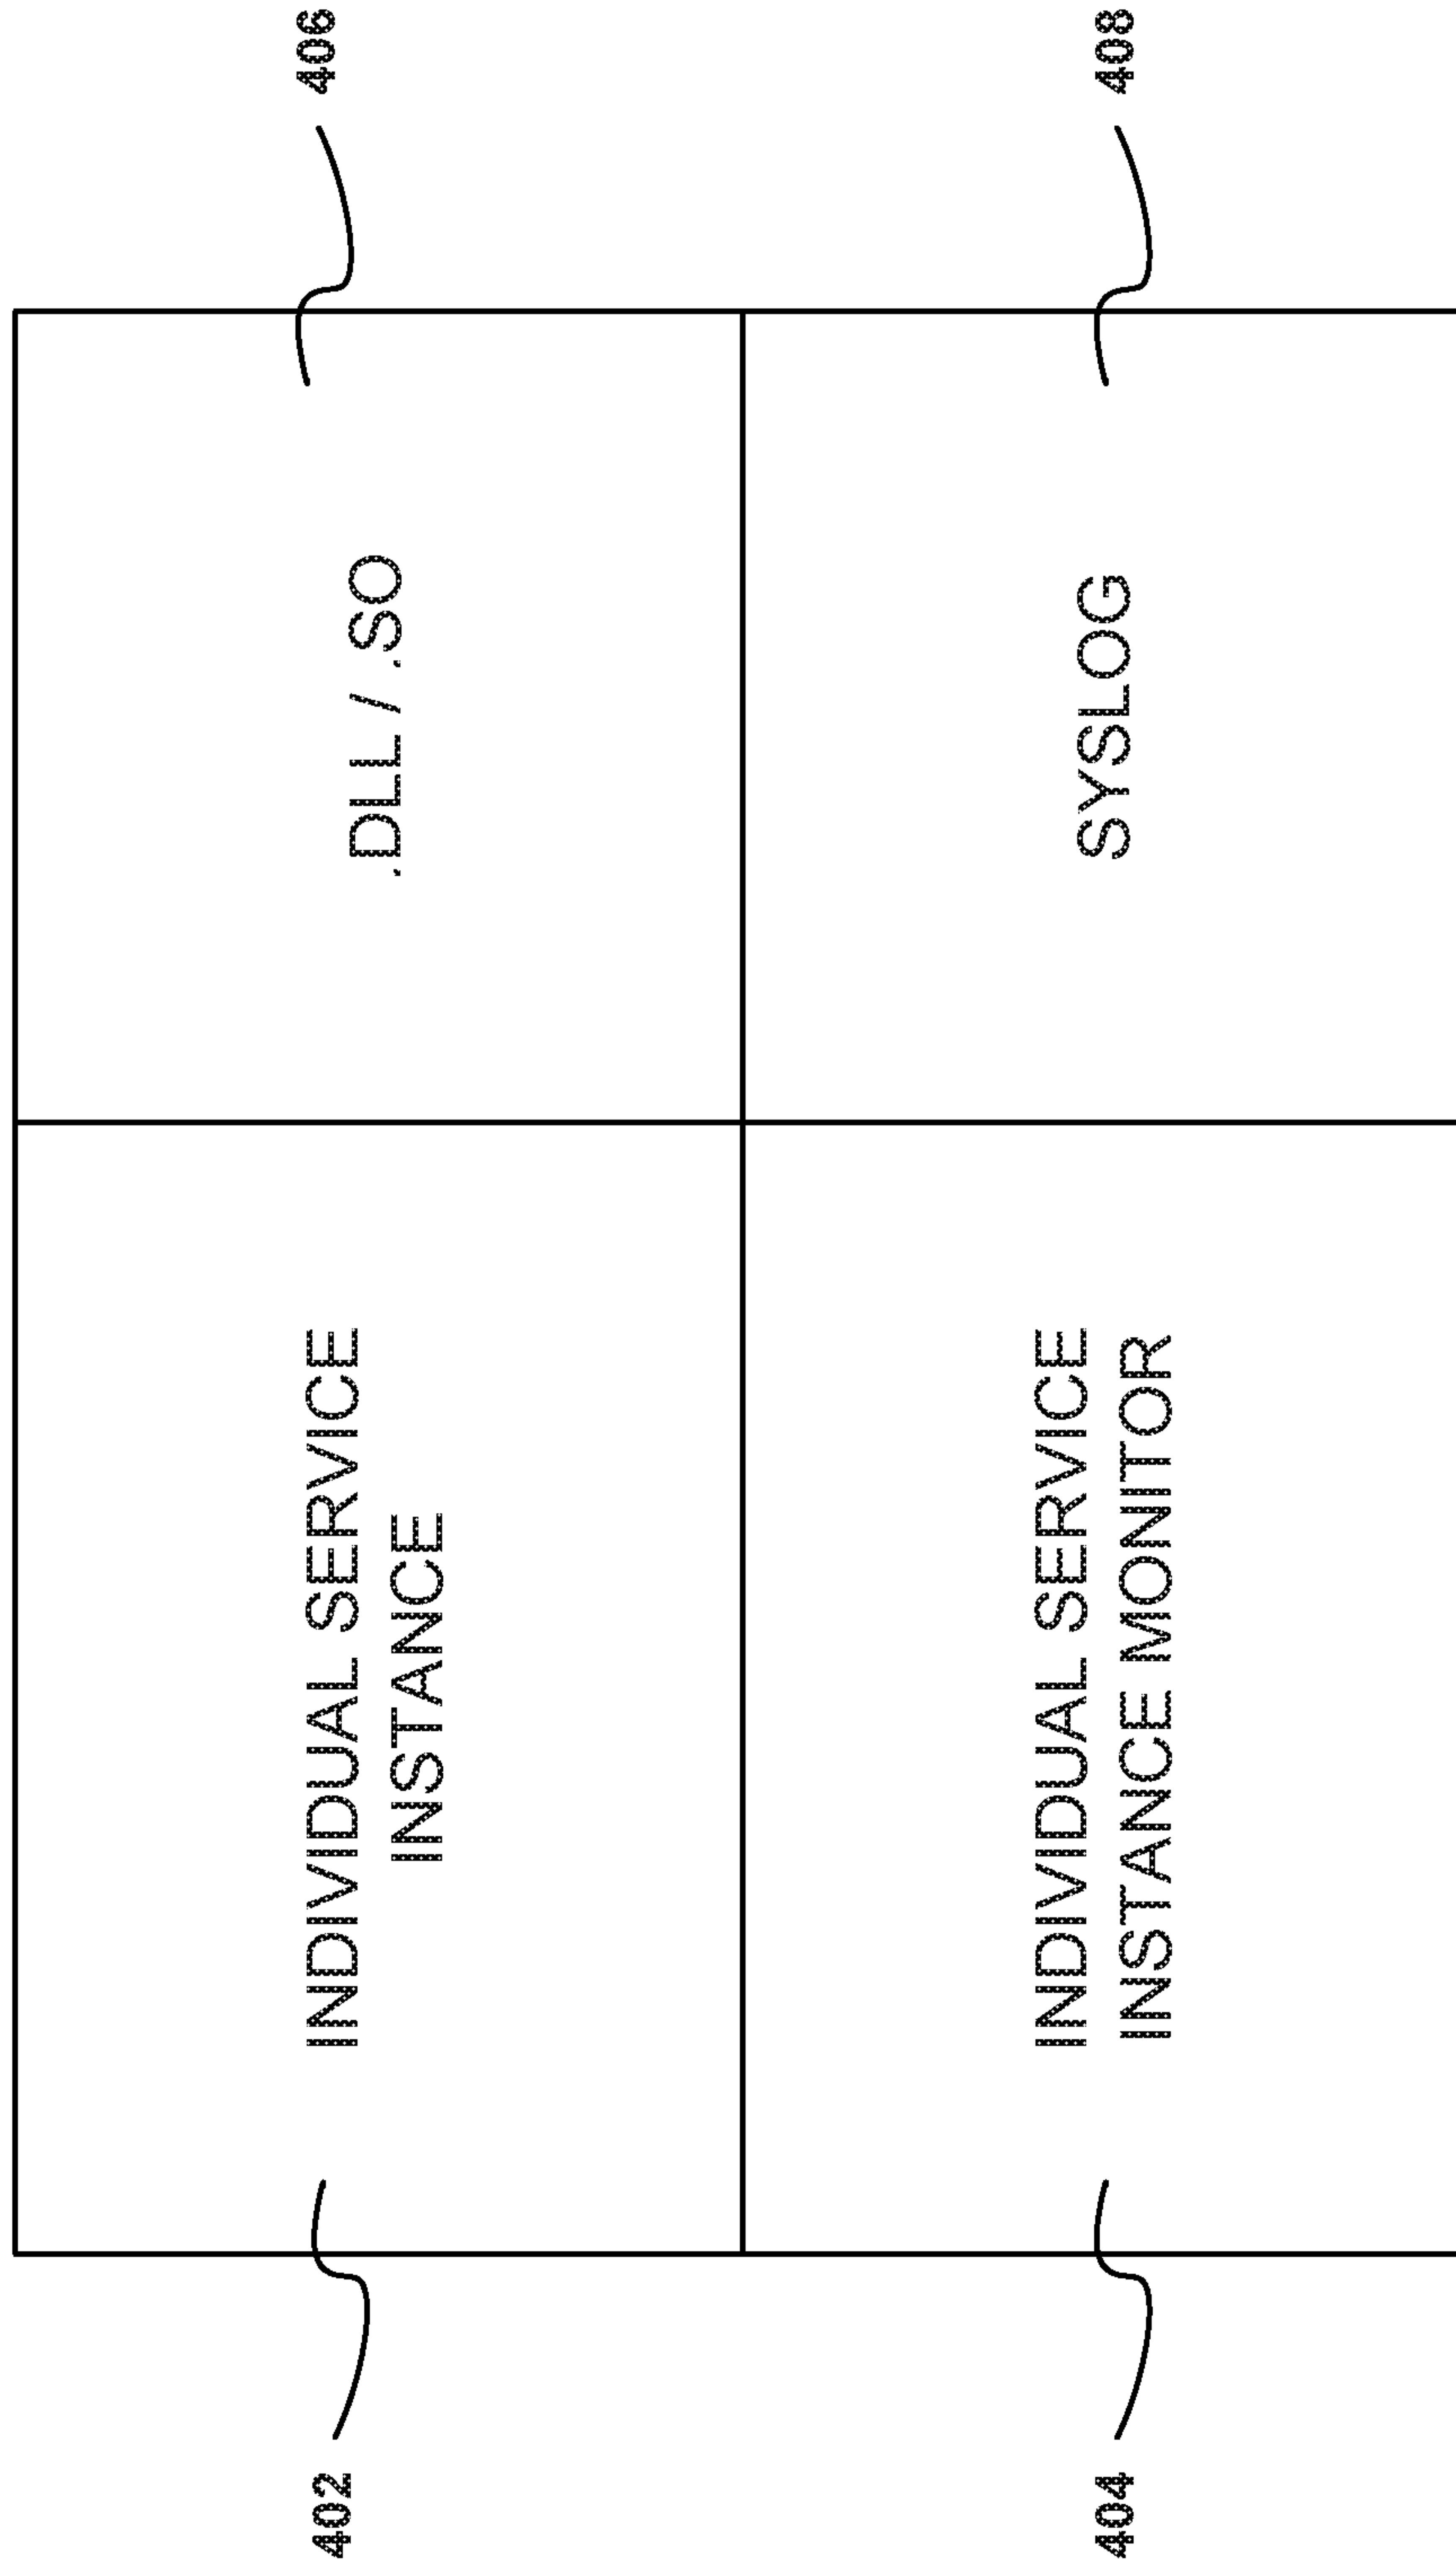 402
INDIVIDUAL SERVICE
INSTANCE
.DLL / .SO
406
404
INDIVIDUAL SERVICE
INSTANCE MONITOR
SYSLOG
408